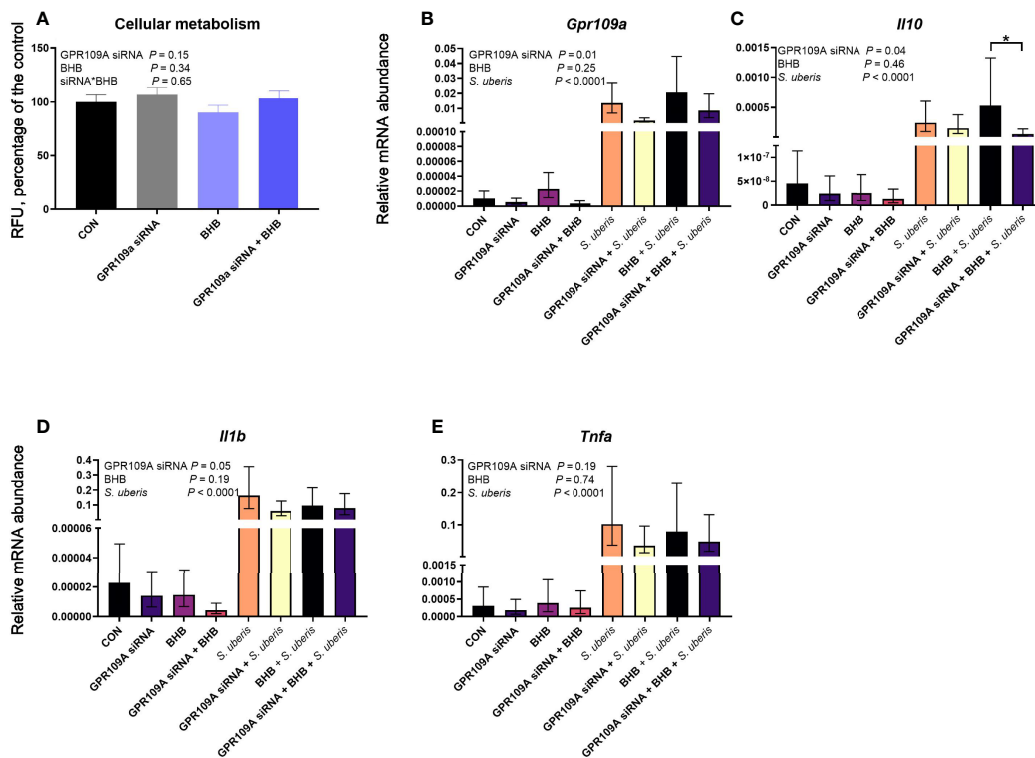 A
Cellular metabolism
RFU, percentage of the control
150
100
50
0
GPR109A siRNA P = 0.15
BHB P = 0.34
siRNA*BHB P = 0.65
CON
GPR109a siRNA
BHB
GPR109a siRNA + BHB
B
Gpr109a
Relative mRNA abundance
0.05
0.04
0.03
0.02
0.01
0.00010
0.00008
0.00006
0.00004
0.00002
0.00000
GPR109A siRNA P = 0.01
BHB P = 0.25
S. uberis P < 0.0001
CON
GPR109A siRNA
BHB
GPR109A siRNA + BHB
S. uberis
GPR109A siRNA + S. uberis
BHB + S. uberis
GPR109A siRNA + BHB + S. uberis
C
Il10
0.0015
0.0010
0.0005
1×10⁻⁷
5×10⁻⁸
0
GPR109A siRNA P = 0.04
BHB P = 0.46
S. uberis P < 0.0001
*
CON
GPR109A siRNA
BHB
GPR109A siRNA + BHB
S. uberis
GPR109A siRNA + S. uberis
BHB + S. uberis
GPR109A siRNA + BHB + S. uberis
D
Il1b
Relative mRNA abundance
0.4
0.3
0.2
0.1
0.00006
0.00004
0.00002
0.00000
GPR109A siRNA P = 0.05
BHB P = 0.19
S. uberis P < 0.0001
CON
GPR109A siRNA
BHB
GPR109A siRNA + BHB
S. uberis
GPR109A siRNA + S. uberis
BHB + S. uberis
GPR109A siRNA + BHB + S. uberis
E
Tnfa
0.3
0.2
0.1
0.0015
0.0010
0.0005
0.0000
GPR109A siRNA P = 0.19
BHB P = 0.74
S. uberis P < 0.0001
CON
GPR109A siRNA
BHB
GPR109A siRNA + BHB
S. uberis
GPR109A siRNA + S. uberis
BHB + S. uberis
GPR109A siRNA + BHB + S. uberis